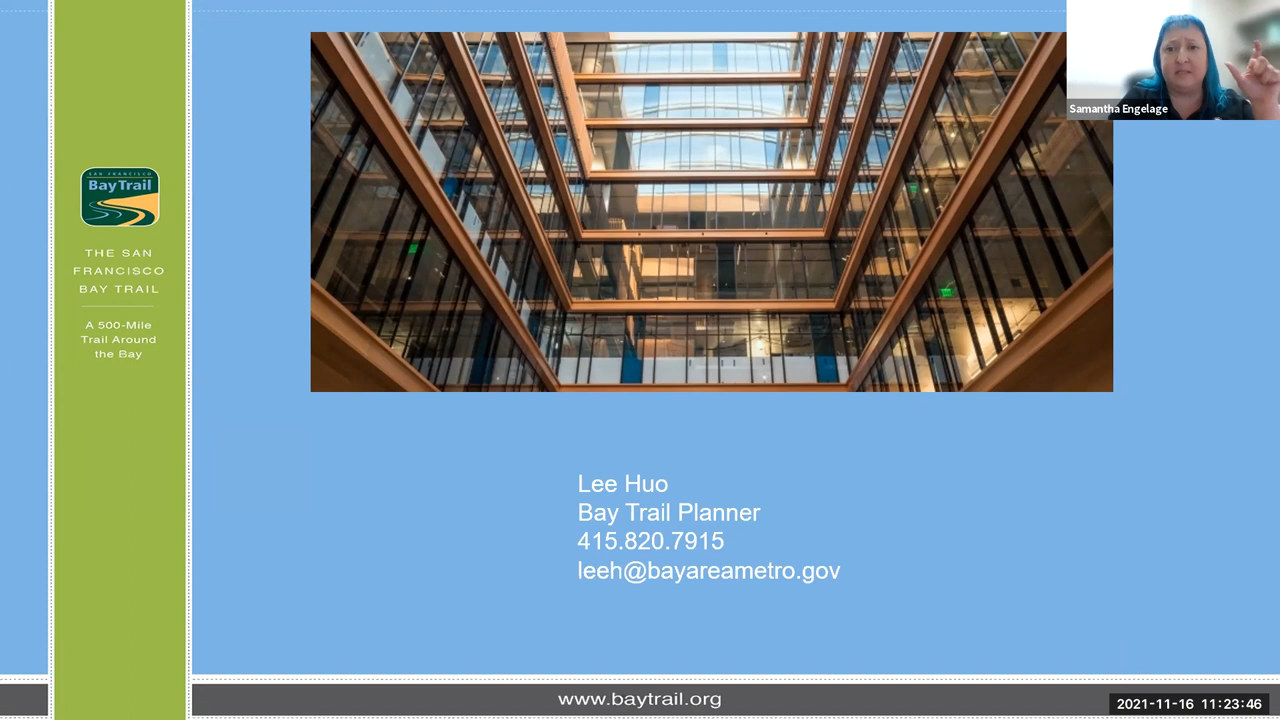 Samantha Engelage
SAN FRANCISCO
Bay Trail
THE SAN
FRANCISCO
BAY TRAIL
A 500-Mile
Trail Around
the Bay
Lee Huo
Bay Trail Planner
415.820.7915
leeh@bayareametro.gov
www.baytrail.org
2021-11-16 11:23:46